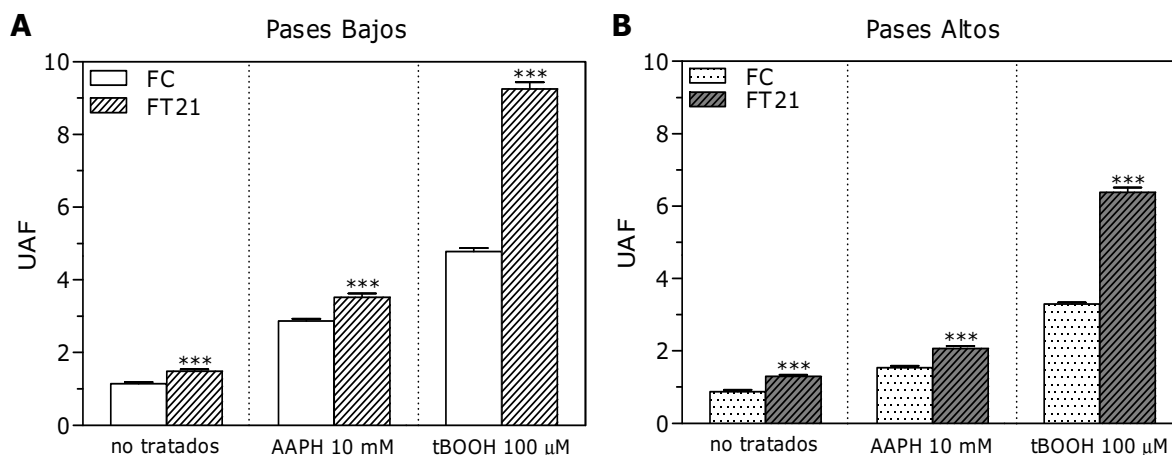 A
Pases Bajos
UAF
10
8
6
4
2
0
FC
FT21
***
***
***
no tratados
AAPH 10 mM
tBOOH 100 μM
B
Pases Altos
UAF
10
8
6
4
2
0
FC
FT21
***
***
***
no tratados
AAPH 10 mM
tBOOH 100 μM